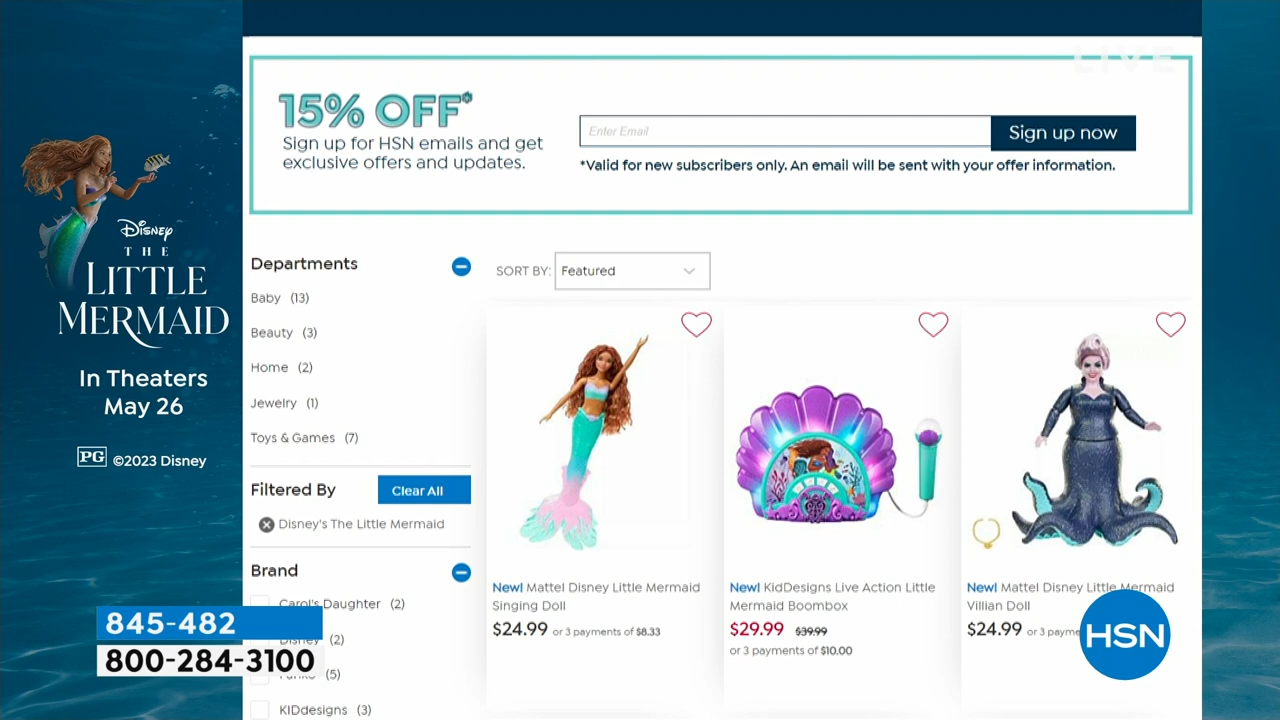 LIVE
15% OFF*
Sign up for HSN emails and get
exclusive offers and updates.
Enter Email
Sign up now
*Valid for new subscribers only. An email will be sent with your offer information.
Disney
THE
LITTLE
MERMAID
In Theaters
May 26
PG ©2023 Disney
Departments
Baby (13)
Beauty (3)
Home (2)
Jewelry (1)
Toys & Games (7)
Filtered By
Clear All
Disney's The Little Mermaid
Brand
Carol's Daughter (2)
Disney (2)
Funko (5)
KIDdesigns (3)
SORT BY: Featured
New! Mattel Disney Little Mermaid
Singing Doll
$24.99 or 3 payments of $8.33
New! KidDesigns Live Action Little
Mermaid Boombox
$29.99 $39.99
or 3 payments of $10.00
New! Mattel Disney Little Mermaid
Villian Doll
$24.99 or 3 payme
845-482
800-284-3100
HSN